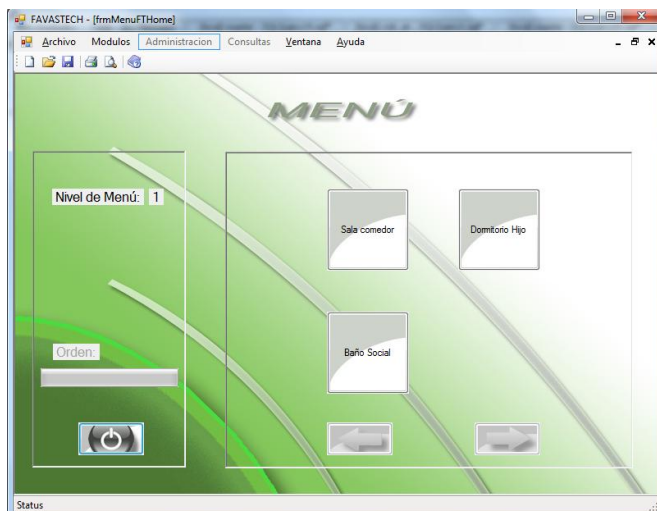 FAVASTECH - [frmMenuFTHome]
Archivo Modulos Administracion Consultas Ventana Ayuda
MENÚ
Nivel de Menú: 1
Sala comedor Dormitorio Hijo
Baño Social
Orden:
Status